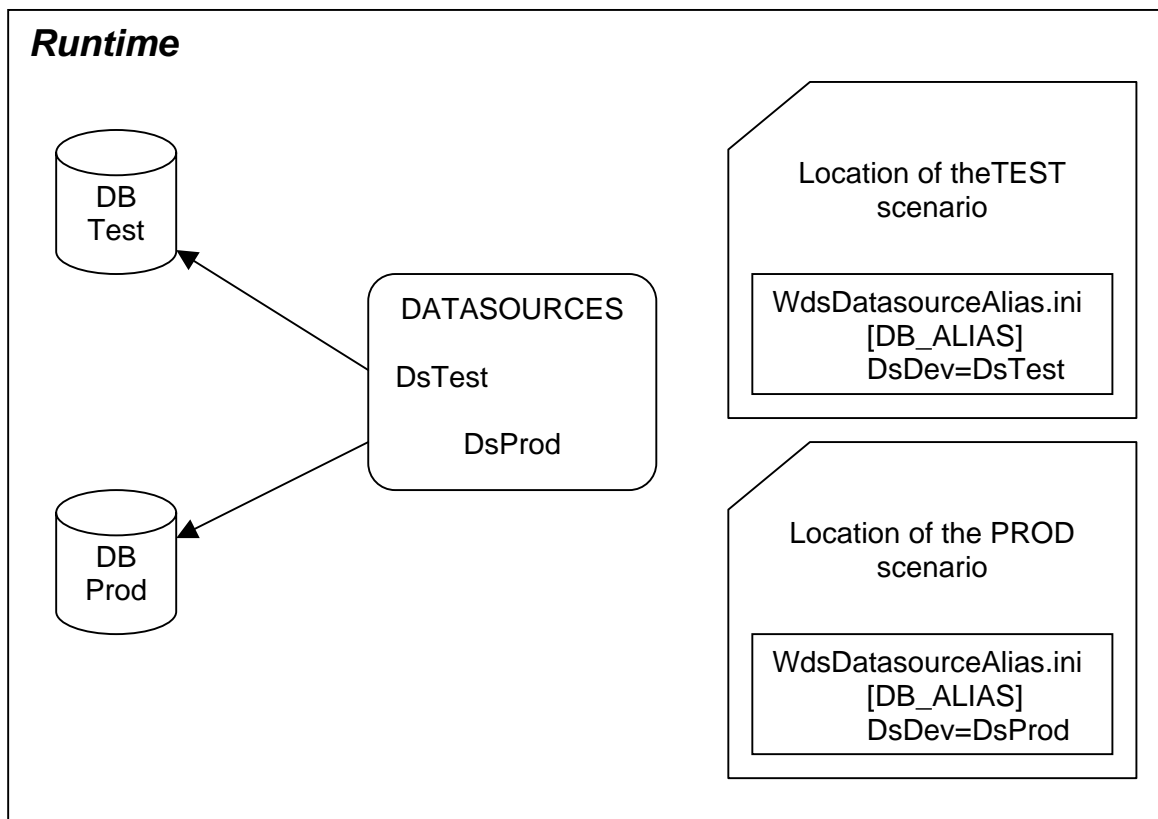 Runtime
DB
Test
DATASOURCES
DsTest
DsProd
DB
Prod
Location of theTEST
scenario
WdsDatasourceAlias.ini
[DB_ALIAS]
DsDev=DsTest
Location of the PROD
scenario
WdsDatasourceAlias.ini
[DB_ALIAS]
DsDev=DsProd